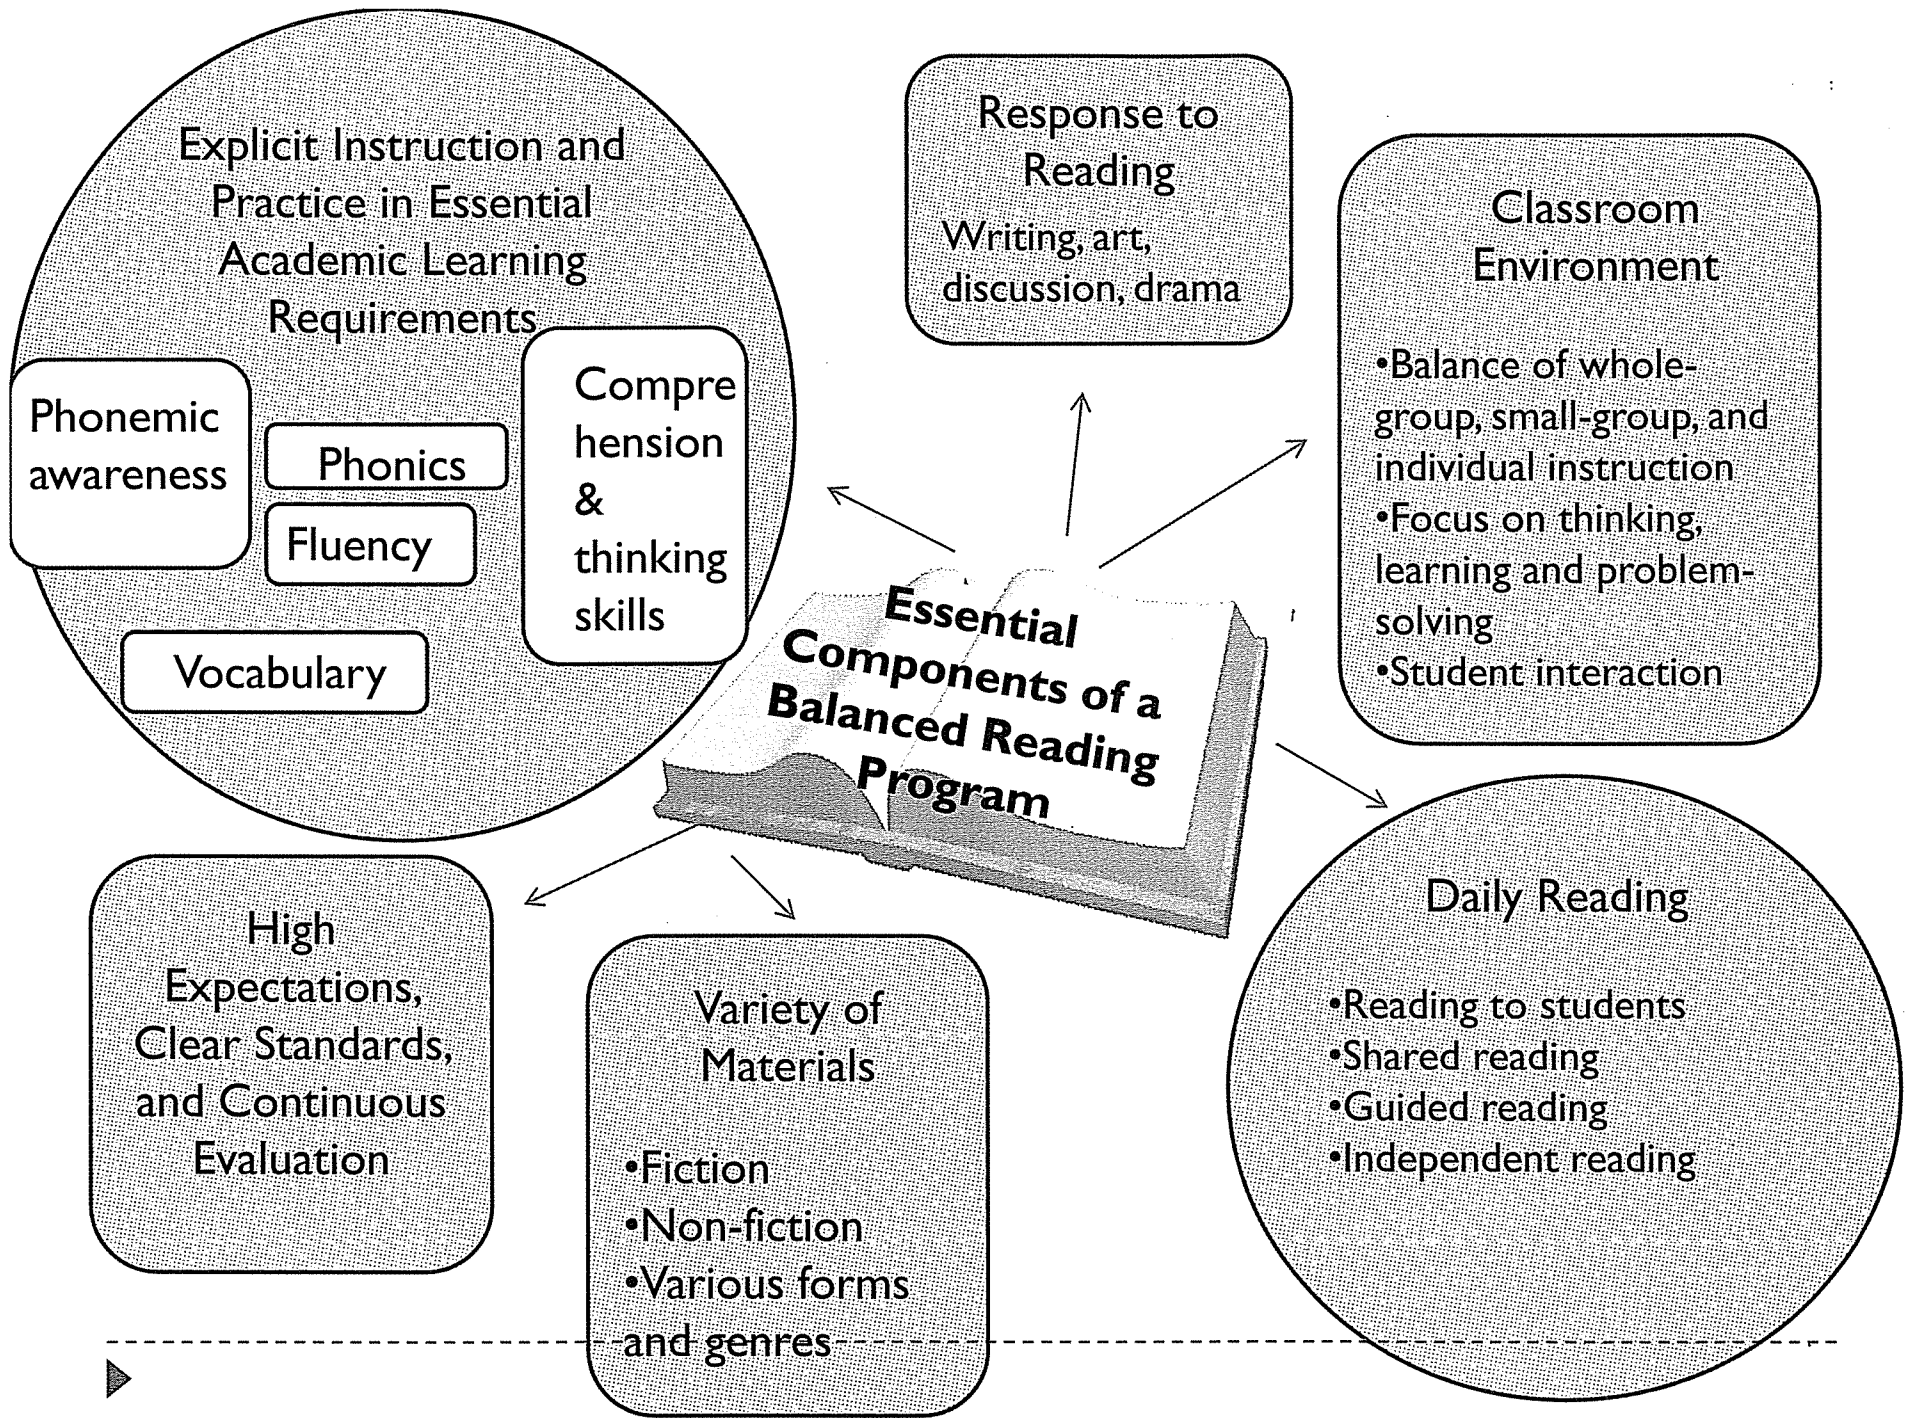 Explicit Instruction and
Practice in Essential
Academic Learning
Requirements
Phonemic
awareness
Phonics
Fluency
Vocabulary
Compre
hension
&
thinking
skills
Response to
Reading
Writing, art,
discussion, drama
Classroom
Environment
•Balance of whole-
group, small-group, and
individual instruction
•Focus on thinking,
learning and problem-
solving
•Student interaction
Essential
Components of a
Balanced Reading
Program
High
Expectations,
Clear Standards,
and Continuous
Evaluation
Variety of
Materials
•Fiction
•Non-fiction
•Various forms
and genres
Daily Reading
•Reading to students
•Shared reading
•Guided reading
•Independent reading